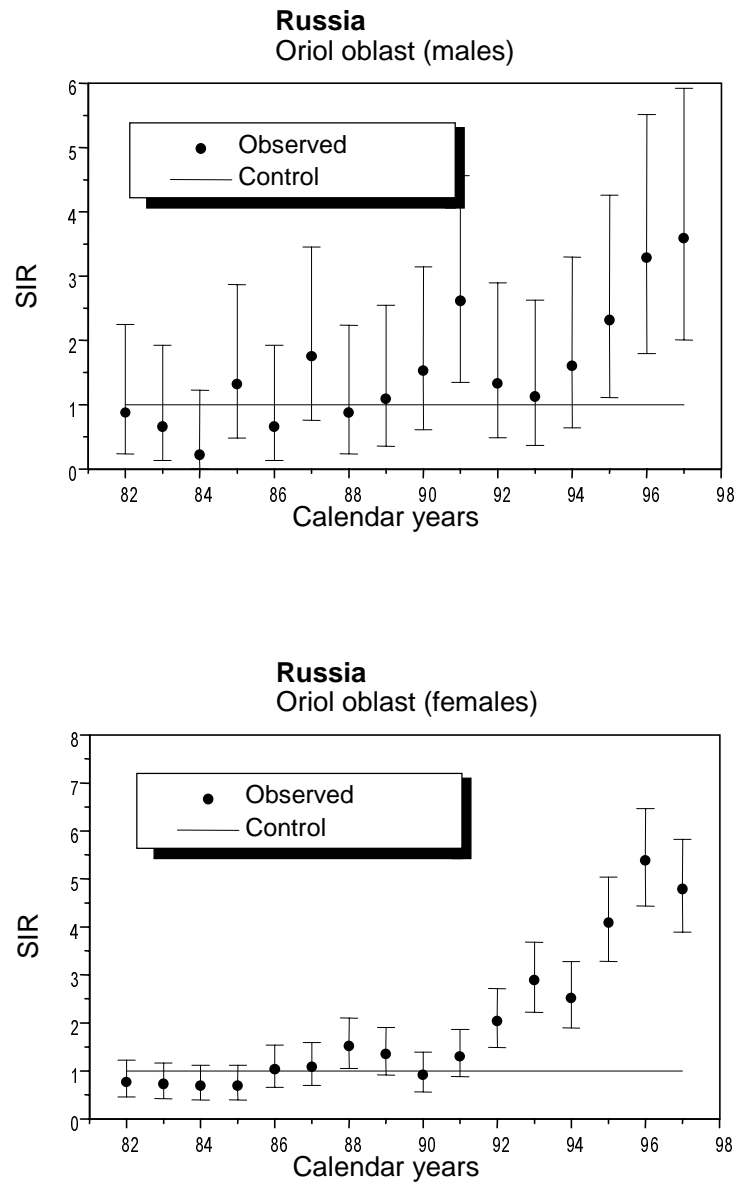 Russia
Oriol oblast (males)
6
5
4
3
2
1
0
SIR
Observed
Control
82 84 86 88 90 92 94 96 98
Calendar years
Russia
Oriol oblast (females)
8
7
6
5
4
3
2
1
0
SIR
Observed
Control
82 84 86 88 90 92 94 96 98
Calendar years